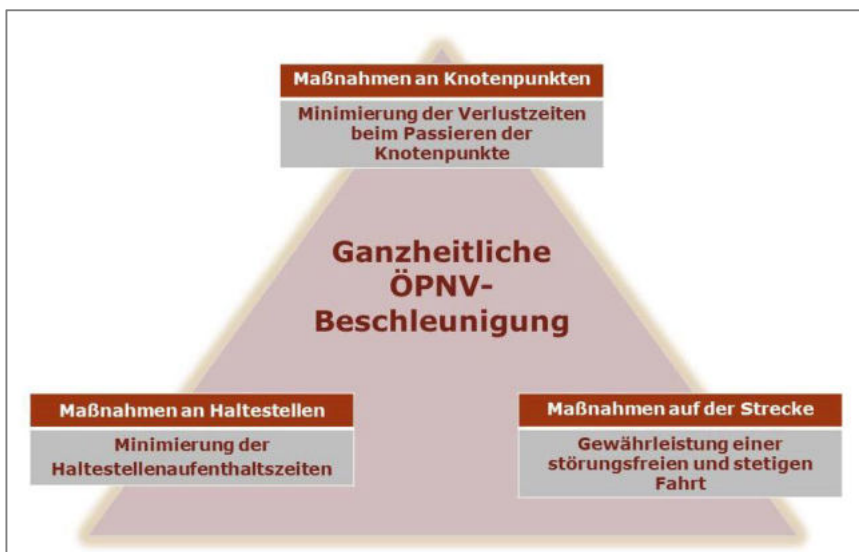 Maßnahmen an Knotenpunkten
Minimierung der Verlustzeiten
beim Passieren der
Knotenpunkte
Ganzheitliche
ÖPNV-
Beschleunigung
Maßnahmen an Haltestellen
Minimierung der
Haltestellenaufenthaltszeiten
Maßnahmen auf der Strecke
Gewährleistung einer
störungsfreien und stetigen
Fahrt